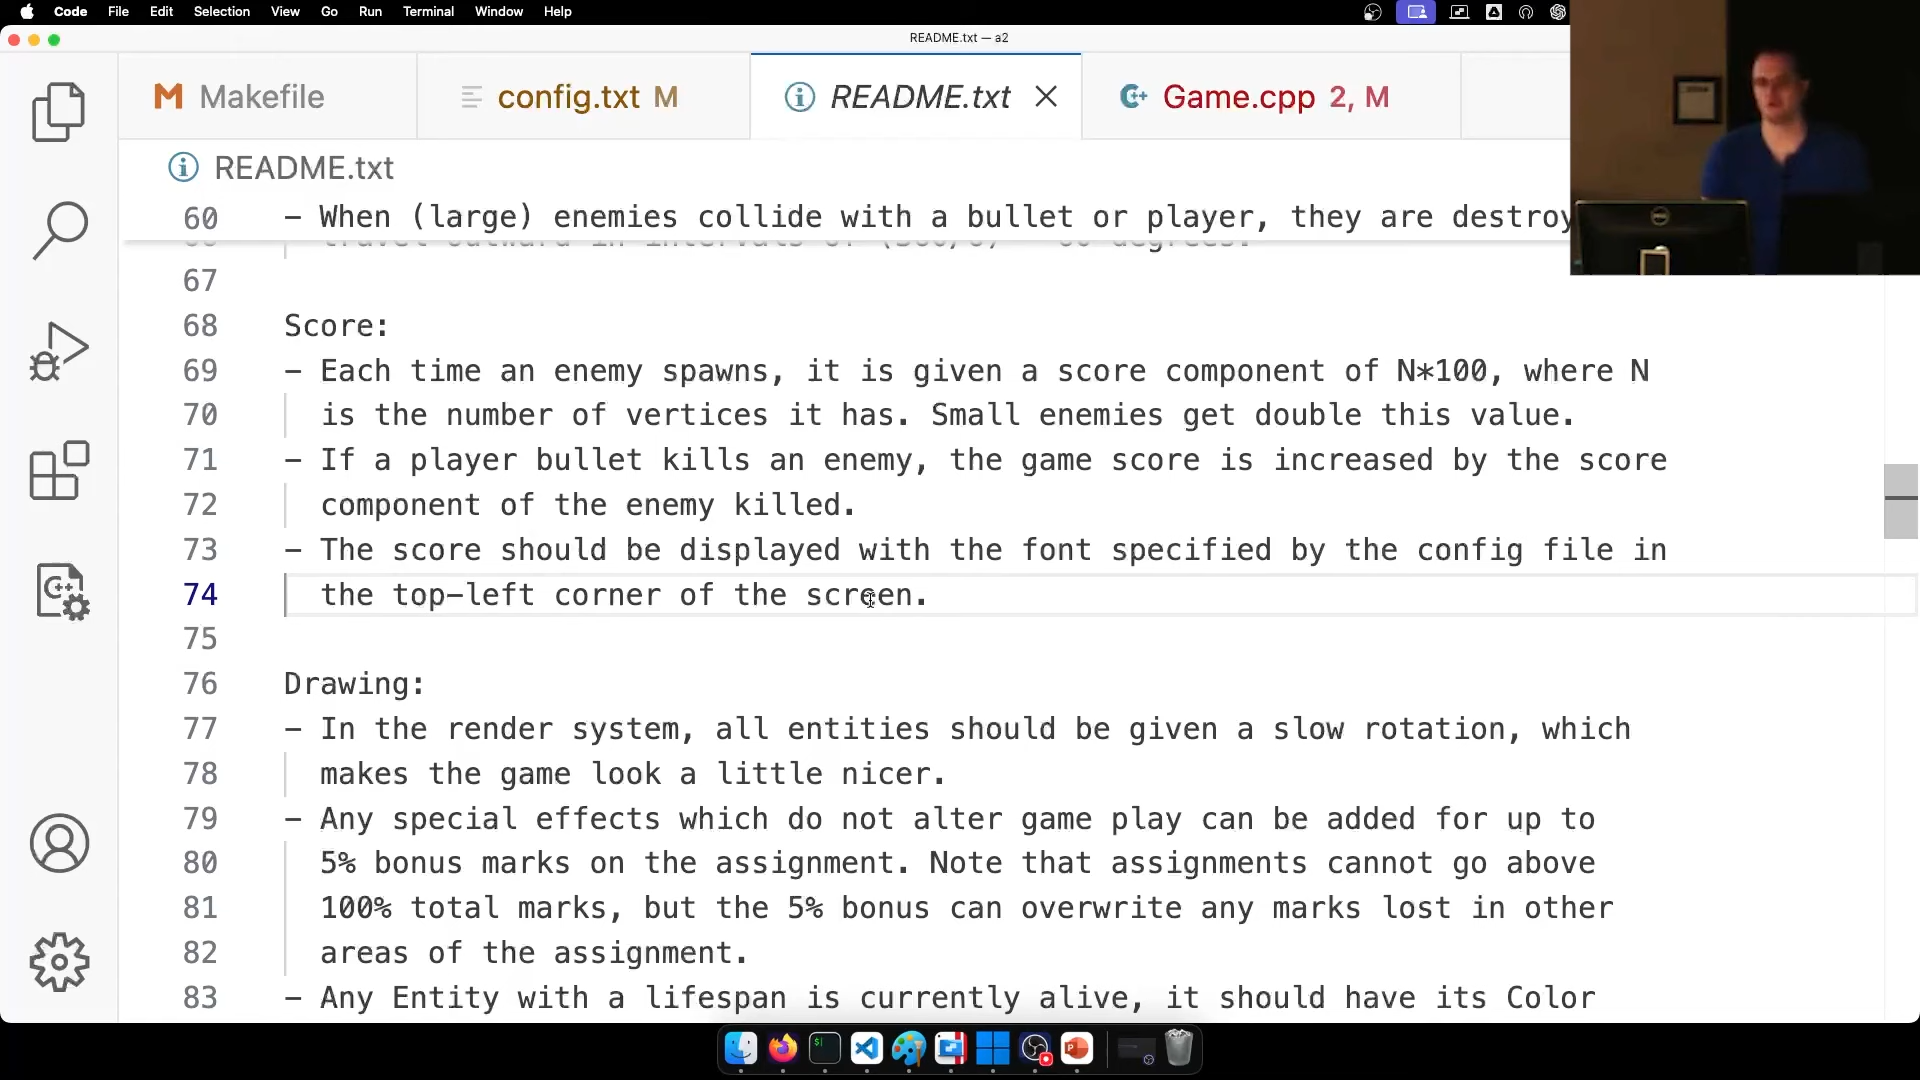 Code File Edit Selection View Go Run Terminal Window Help
README.txt — a2
Makefile
config.txt M
README.txt
Game.cpp 2, M
README.txt
60 - When (large) enemies collide with a bullet or player, they are destroy
67
68 Score:
69 - Each time an enemy spawns, it is given a score component of N*100, where N
70 is the number of vertices it has. Small enemies get double this value.
71 - If a player bullet kills an enemy, the game score is increased by the score
72 component of the enemy killed.
73 - The score should be displayed with the font specified by the config file in
74 the top-left corner of the screen.
75
76 Drawing:
77 - In the render system, all entities should be given a slow rotation, which
78 makes the game look a little nicer.
79 - Any special effects which do not alter game play can be added for up to
80 5% bonus marks on the assignment. Note that assignments cannot go above
81 100% total marks, but the 5% bonus can overwrite any marks lost in other
82 areas of the assignment.
83 - Any Entity with a lifespan is currently alive, it should have its Color